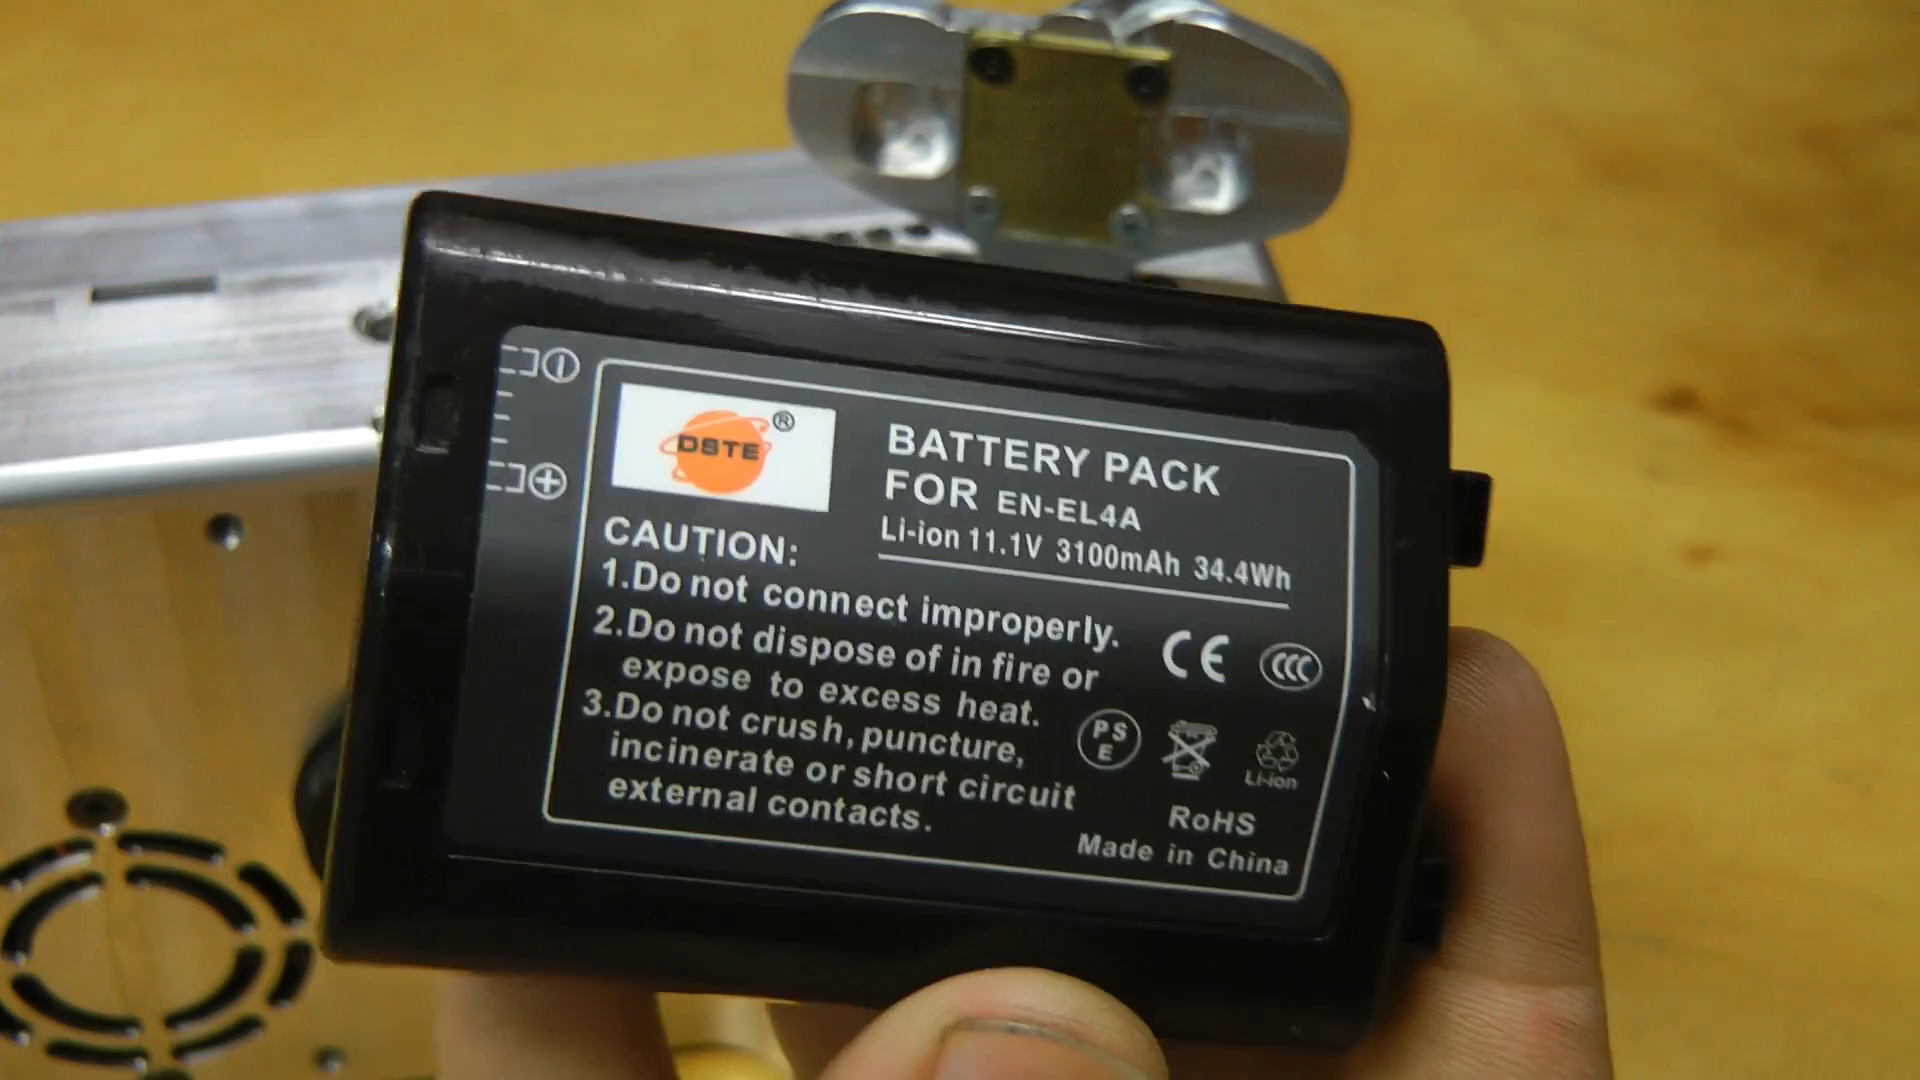 DSTE ®
BATTERY PACK
FOR EN-EL4A
Li-ion 11.1V 3100mAh 34.4Wh
CAUTION:
1.Do not connect improperly.
2.Do not dispose of in fire or
expose to excess heat.
3.Do not crush, puncture,
incinerate or short circuit
external contacts.
CE
CCC
PS
E
Li-ion
RoHS
Made in China